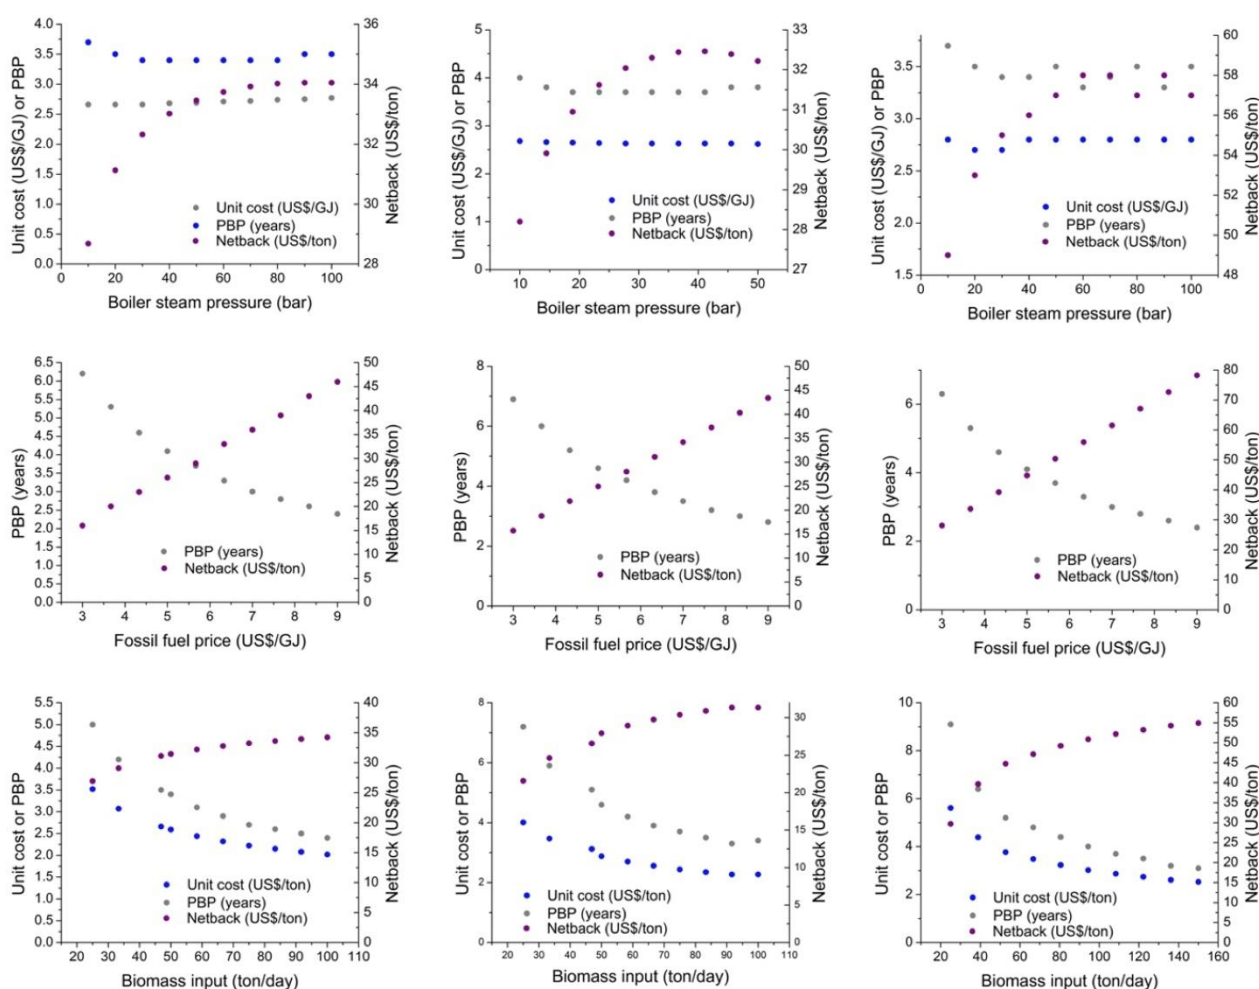 Unit cost (US$/GJ) or PBP
4.0
3.5
3.0
2.5
2.0
1.5
1.0
0.5
0.0
36
34
32
30
28
Netback (US$/ton)
Unit cost (US$/GJ)
PBP (years)
Netback (US$/ton)
0 20 40 60 80 100
Boiler steam pressure (bar)
Unit cost (US$/GJ) or PBP
5
4
3
2
1
0
33
32
31
30
29
28
27
Netback (US$/ton)
Unit cost (US$/GJ)
PBP (years)
Netback (US$/ton)
10 20 30 40 50
Boiler steam pressure (bar)
Unit cost (US$/GJ) or PBP
3.5
3.0
2.5
2.0
1.5
60
58
56
54
52
50
48
Netback (US$/ton)
Unit cost (US$/GJ)
PBP (years)
Netback (US$/ton)
0 20 40 60 80 100
Boiler steam pressure (bar)
PBP (years)
6.5
6.0
5.5
5.0
4.5
4.0
3.5
3.0
2.5
2.0
1.5
1.0
0.5
0.0
50
45
40
35
30
25
20
15
10
5
0
Netback (US$/ton)
PBP (years)
Netback (US$/ton)
3 4 5 6 7 8 9
Fossil fuel price (US$/GJ)
PBP (years)
8
6
4
2
0
50
45
40
35
30
25
20
15
10
5
0
Netback (US$/ton)
PBP (years)
Netback (US$/ton)
3 4 5 6 7 8 9
Fossil fuel price (US$/GJ)
PBP (years)
6
4
2
0
80
70
60
50
40
30
20
10
0
Netback (US$/ton)
PBP (years)
Netback (US$/ton)
3 4 5 6 7 8 9
Fossil fuel price (US$/GJ)
Unit cost or PBP
5.5
5.0
4.5
4.0
3.5
3.0
2.5
2.0
1.5
1.0
0.5
0.0
40
35
30
25
20
15
10
5
0
Netback (US$/ton)
Unit cost (US$/ton)
PBP (years)
Netback (US$/ton)
20 30 40 50 60 70 80 90 100 110
Biomass input (ton/day)
Unit cost or PBP
8
6
4
2
0
30
25
20
15
10
5
0
Netback (US$/ton)
Unit cost (US$/ton)
PBP (years)
Netback (US$/ton)
20 30 40 50 60 70 80 90 100 110
Biomass input (ton/day)
Unit cost or PBP
10
8
6
4
2
0
60
55
50
45
40
35
30
25
20
15
10
5
0
Netback (US$/ton)
Unit cost (US$/ton)
PBP (years)
Netback (US$/ton)
20 40 60 80 100 120 140 160
Biomass input (ton/day)